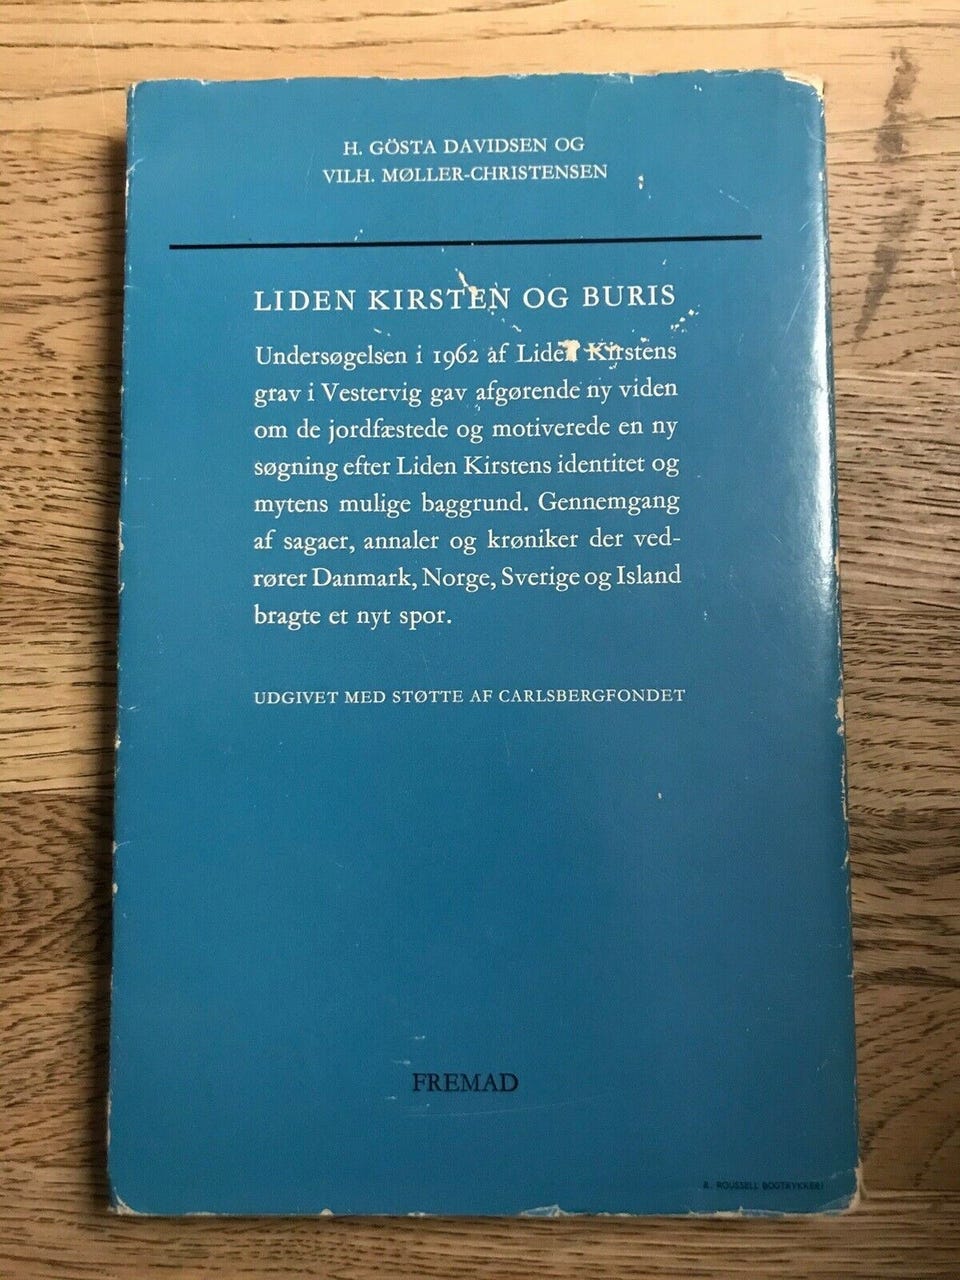 H. GÖSTA DAVIDSEN OG
VILH. MØLLER-CHRISTENSEN
LIDEN KIRSTEN OG BURIS
Undersøgelsen i 1962 af Liden Kirstens
grav i Vestervig gav afgørende ny viden
om de jordfæstede og motiverede en ny
søgning efter Liden Kirstens identitet og
mytens mulige baggrund. Gennemgang
af sagaer, annaler og krøniker der ved-
rører Danmark, Norge, Sverige og Island
bragte et nyt spor.
UDGIVET MED STØTTE AF CARLSBERGFONDET
FREMAD
A. ROUSSELL BOGTRYKKERI